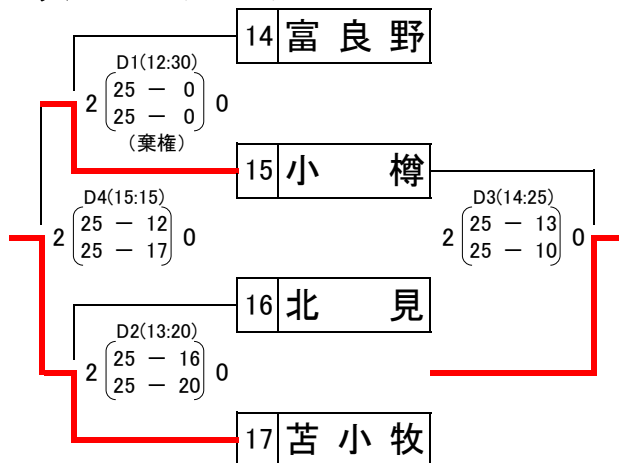 14 富良野
D1(12:30)
2 25 － 0 0
25 － 0
(棄権)
15 小樽
D4(15:15)
2 25 － 12 0
25 － 17
D3(14:25)
2 25 － 13 0
25 － 10
16 北見
D2(13:20)
2 25 － 16 0
25 － 20
17 苫小牧